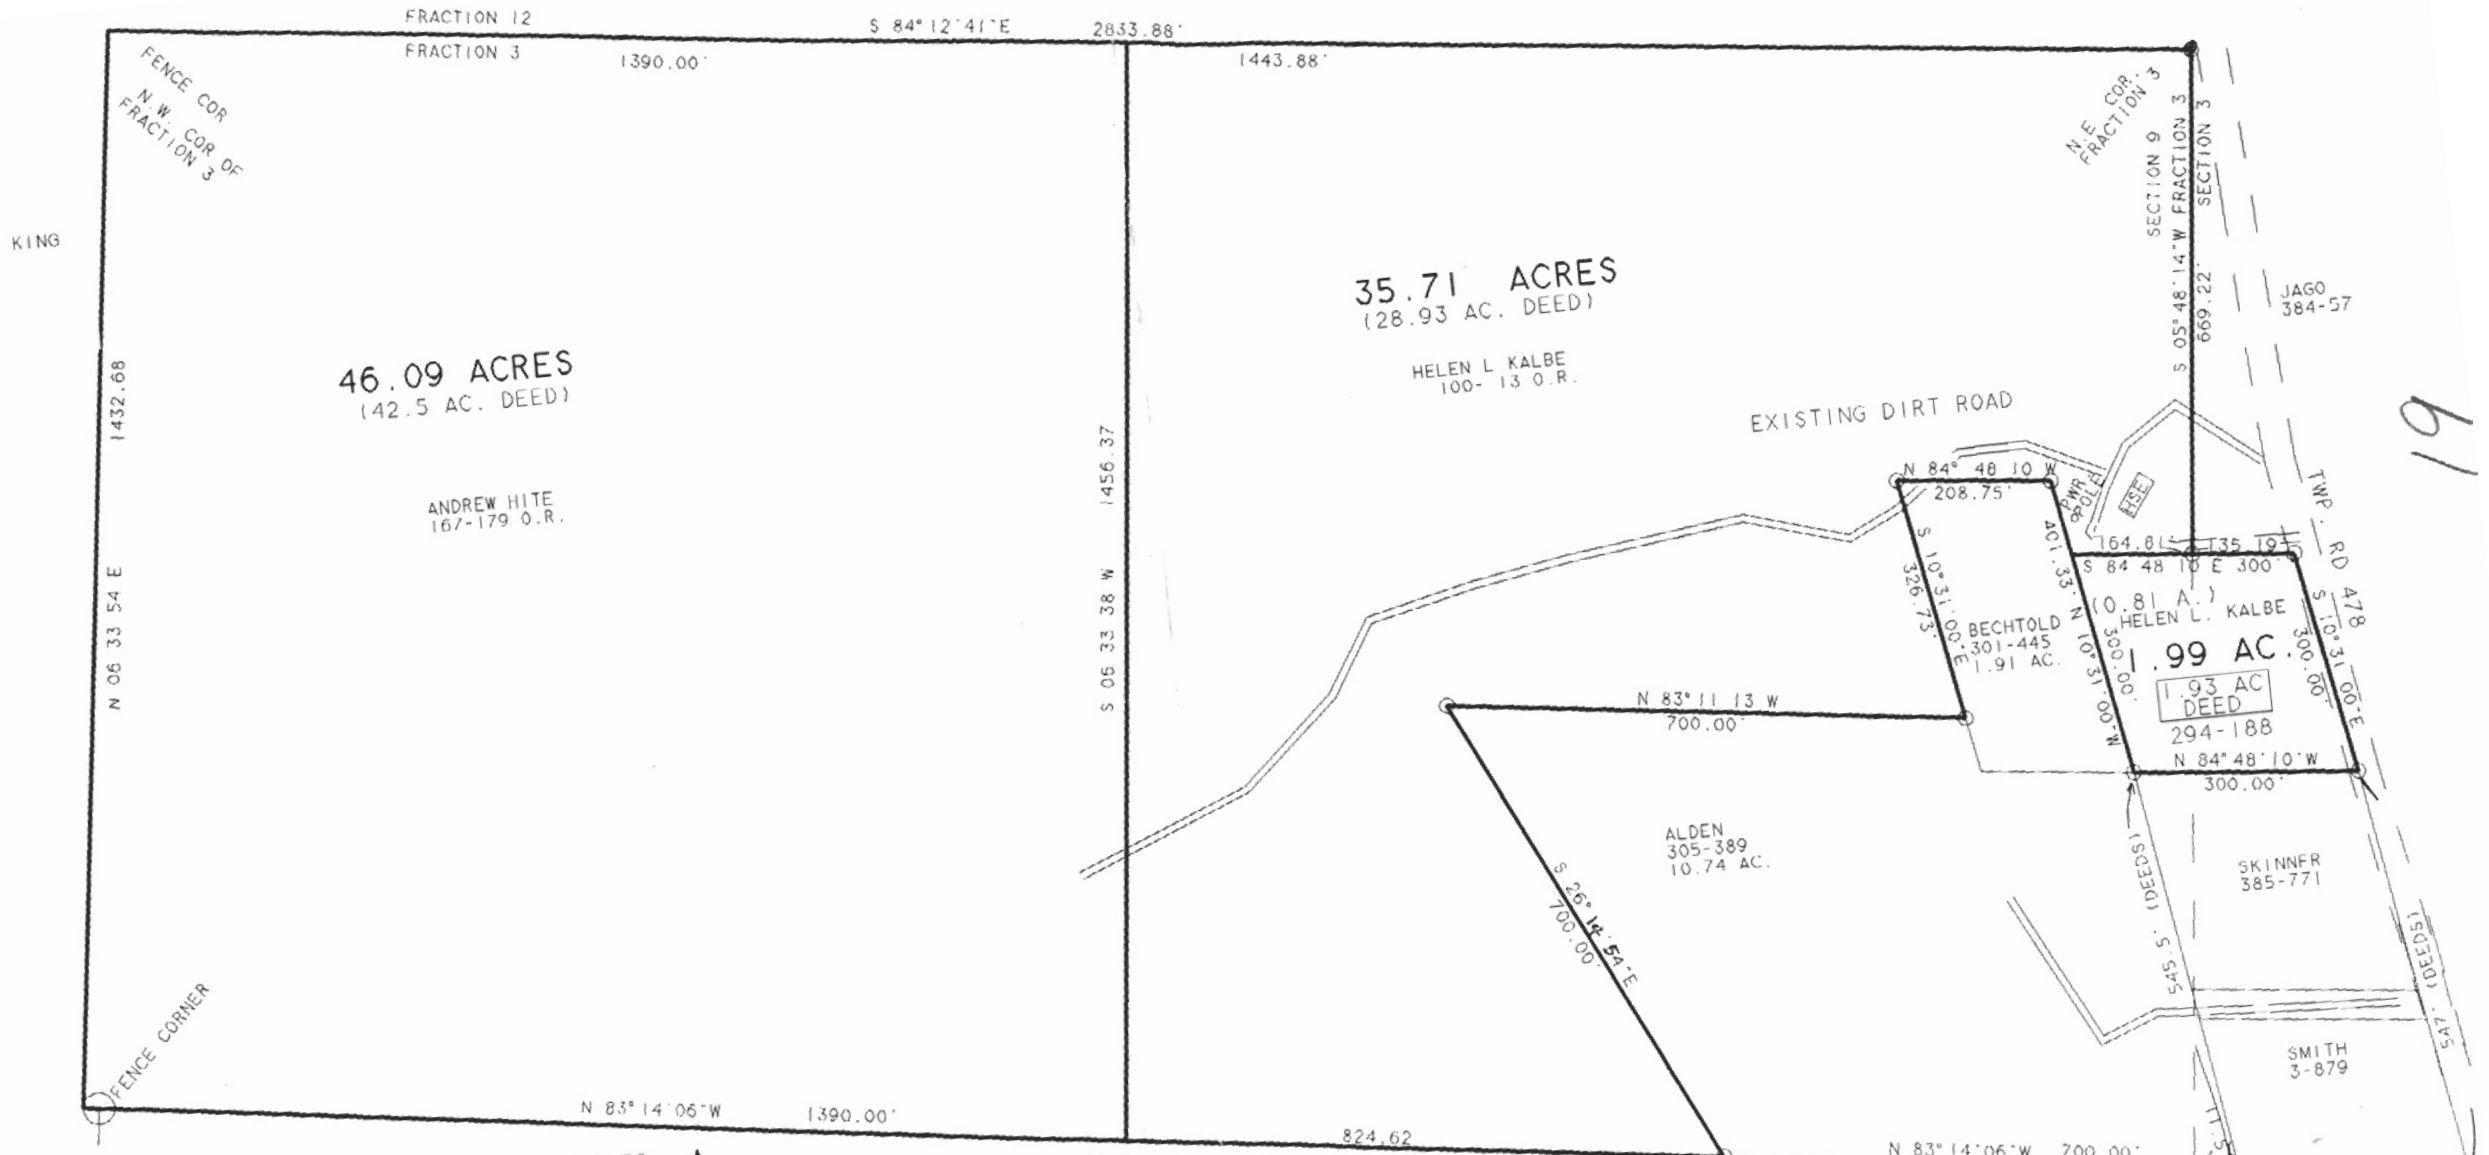 FRACTION 12
S 84° 12' 41" E 2833.88'
FRACTION 3
1390.00'
1443.88'
FENCE COR
N.W. COR OF
FRACTION 3
N.E COR.
FRACTION 3
SECTION 9
S 05° 48' 14" W FRACTION 3
669.22'
SECTION 3
KING
JAGO
384-57
35.71 ACRES
(28.93 AC. DEED)
HELEN L KALBE
100- 13 O.R.
46.09 ACRES
(42.5 AC. DEED)
ANDREW HITE
167-179 O.R.
N 06 33 54 E 1432.68
S 06 33 38 W 1456.37
EXISTING DIRT ROAD
19
N 84° 48 10 W
208.75'
PWR
POLE
HSE
TWP. RD 478
S 10° 31' 00" E
326.73'
401.33' N 10° 31' 00" W
300.00'
164.81' 135.19'
S 84 48 10 E 300'
(0.81 A.)
HELEN L. KALBE
1.99 AC.
1.93 AC
DEED
294-188
S 10° 31' 00" E
300.00'
BECHTOLD
301-445
1.91 AC.
N 83° 11 13 W
700.00'
N 84° 48' 10" W
300.00'
ALDEN
305-389
10.74 AC.
S 26° 14' 54" E
700.00'
545.5' (DEEDS)
SKINNER
385-771
547' (DEEDS)
SMITH
3-879
FENCE CORNER
N 83° 14' 06" W 1390.00'
824.62
N 83° 14' 06" W 700.00'